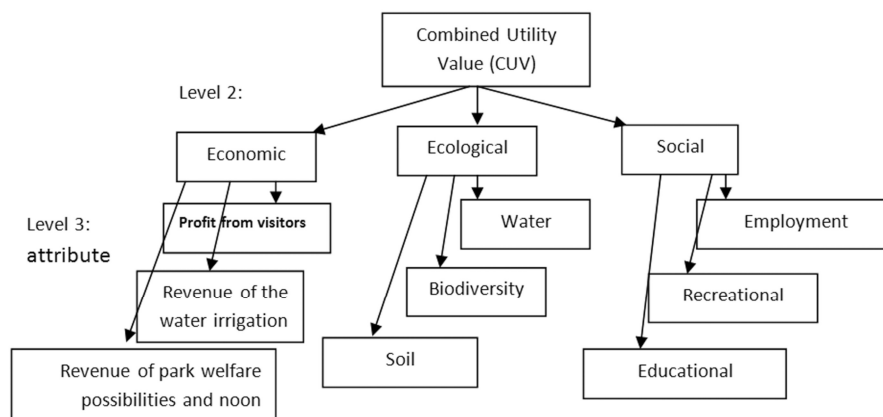 Combined Utility
Value (CUV)
Level 2:
Economic
Ecological
Social
Level 3:
attribute
Profit from visitors
Water
Employment
Revenue of the
water irrigation
Biodiversity
Recreational
Revenue of park welfare
possibilities and noon
Soil
Educational